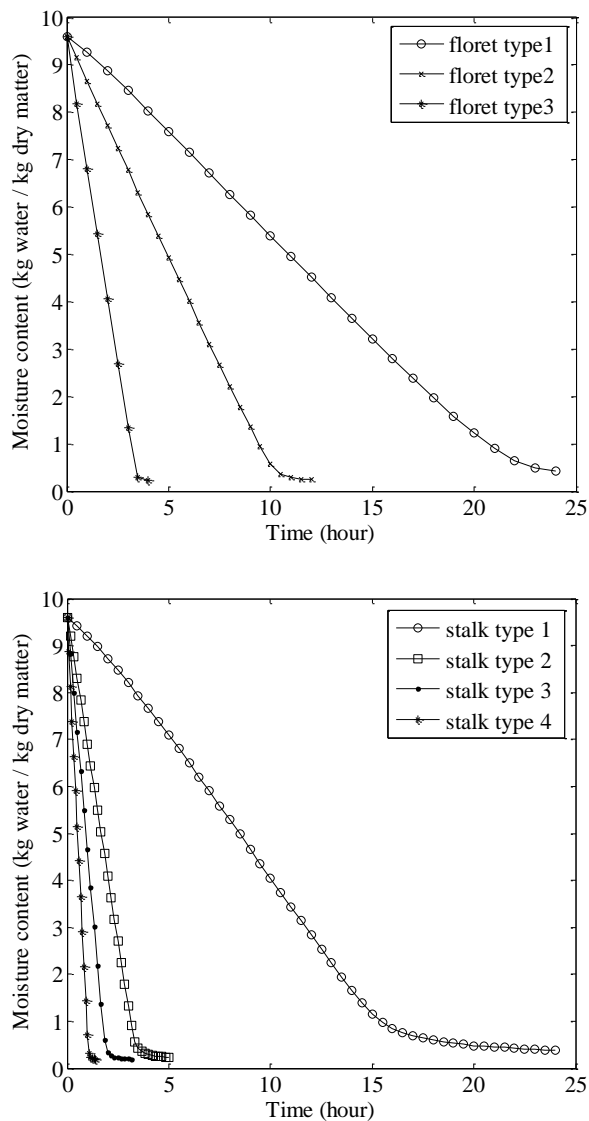 10
9
8
7
6
5
4
3
2
1
0
Moisture content (kg water / kg dry matter)
floret type1
floret type2
floret type3
0 5 10 15 20 25
Time (hour)
10
9
8
7
6
5
4
3
2
1
0
Moisture content (kg water / kg dry matter)
stalk type 1
stalk type 2
stalk type 3
stalk type 4
0 5 10 15 20 25
Time (hour)